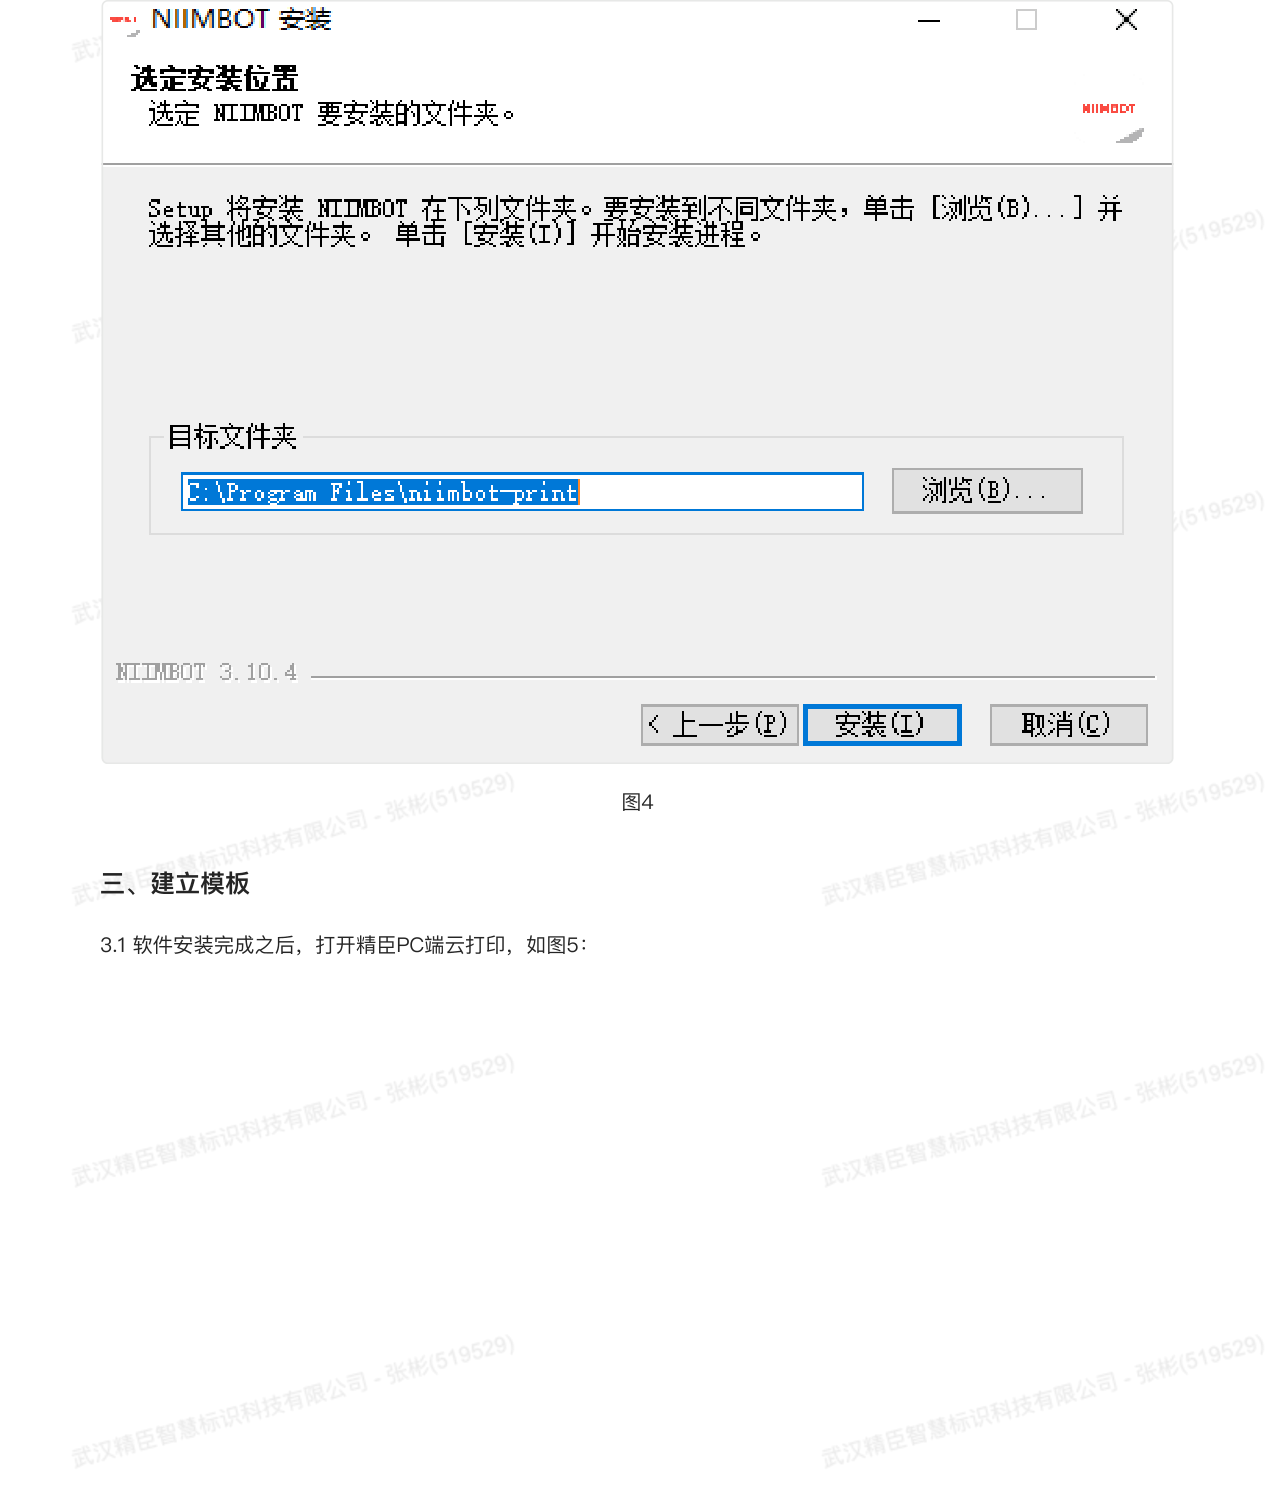 NIIMBOT 安装
选定安装位置
选定 NIIMBOT 要安装的文件夹。
NIIMBOT
Setup 将安装 NIIMBOT 在下列文件夹。要安装到不同文件夹，单击 [浏览(B)...] 并
选择其他的文件夹。 单击 [安装(I)] 开始安装进程。
目标文件夹
C:\Program Files\niimbot-print
浏览(B)...
NIIMBOT 3.10.4
< 上一步(P) 安装(I) 取消(C)
图4
三、建立模板
3.1 软件安装完成之后，打开精臣PC端云打印，如图5：
武汉精臣智慧标识科技有限公司 - 张彬(519529)
武汉精臣智慧标识科技有限公司 - 张彬(519529)
武汉精臣智慧标识科技有限公司 - 张彬(519529)
武汉精臣智慧标识科技有限公司 - 张彬(519529)
武汉精臣智慧标识科技有限公司 - 张彬(519529)
武汉精臣智慧标识科技有限公司 - 张彬(519529)